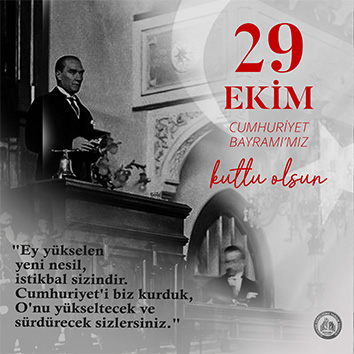 29
EKİM
CUMHURİYET
BAYRAMI'MIZ
kutlu olsun
"Ey yükselen
yeni nesil,
istikbal sizindir.
Cumhuriyet'i biz kurduk,
O'nu yükseltecek ve
sürdürecek sizlersiniz."